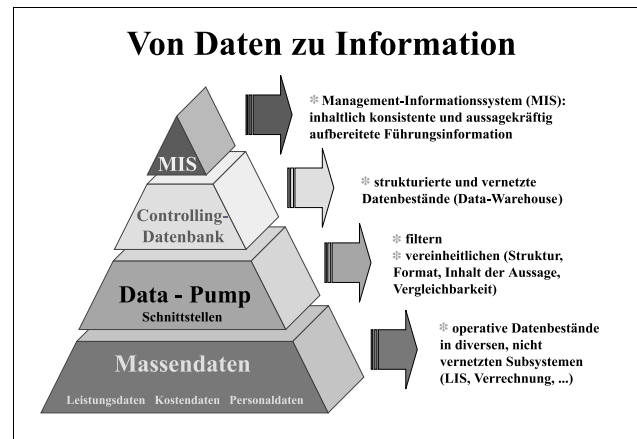 Von Daten zu Information
MIS
* Management-Informationssystem (MIS):
inhaltlich konsistente und aussagekräftig
aufbereitete Führungsinformation
Controlling-
Datenbank
* strukturierte und vernetzte
Datenbestände (Data-Warehouse)
Data - Pump
Schnittstellen
* filtern
* vereinheitlichen (Struktur,
Format, Inhalt der Aussage,
Vergleichbarkeit)
Massendaten
Leistungsdaten Kostendaten Personaldaten
* operative Datenbestände
in diversen, nicht
vernetzten Subsystemen
(LIS, Verrechnung, ...)